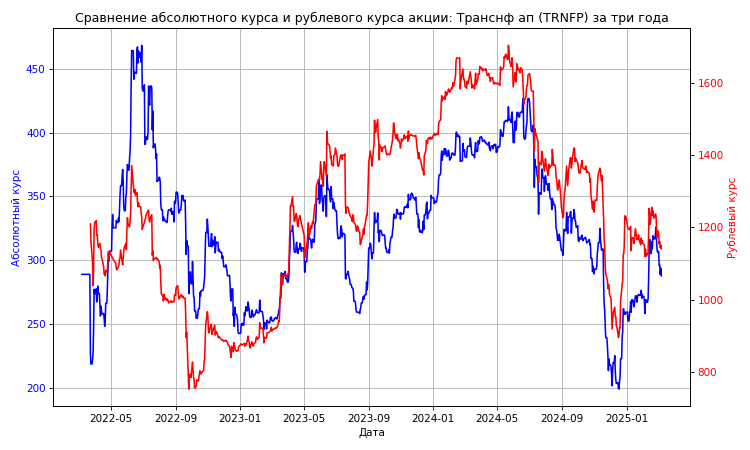 Сравнение абсолютного курса и рублевого курса акции: Транснф ап (TRNFP) за три года
Абсолютный курс
450
400
350
300
250
200
1600
1400
1200
1000
800
Рублевый курс
2022-05 2022-09 2023-01 2023-05 2023-09 2024-01 2024-05 2024-09 2025-01
Дата